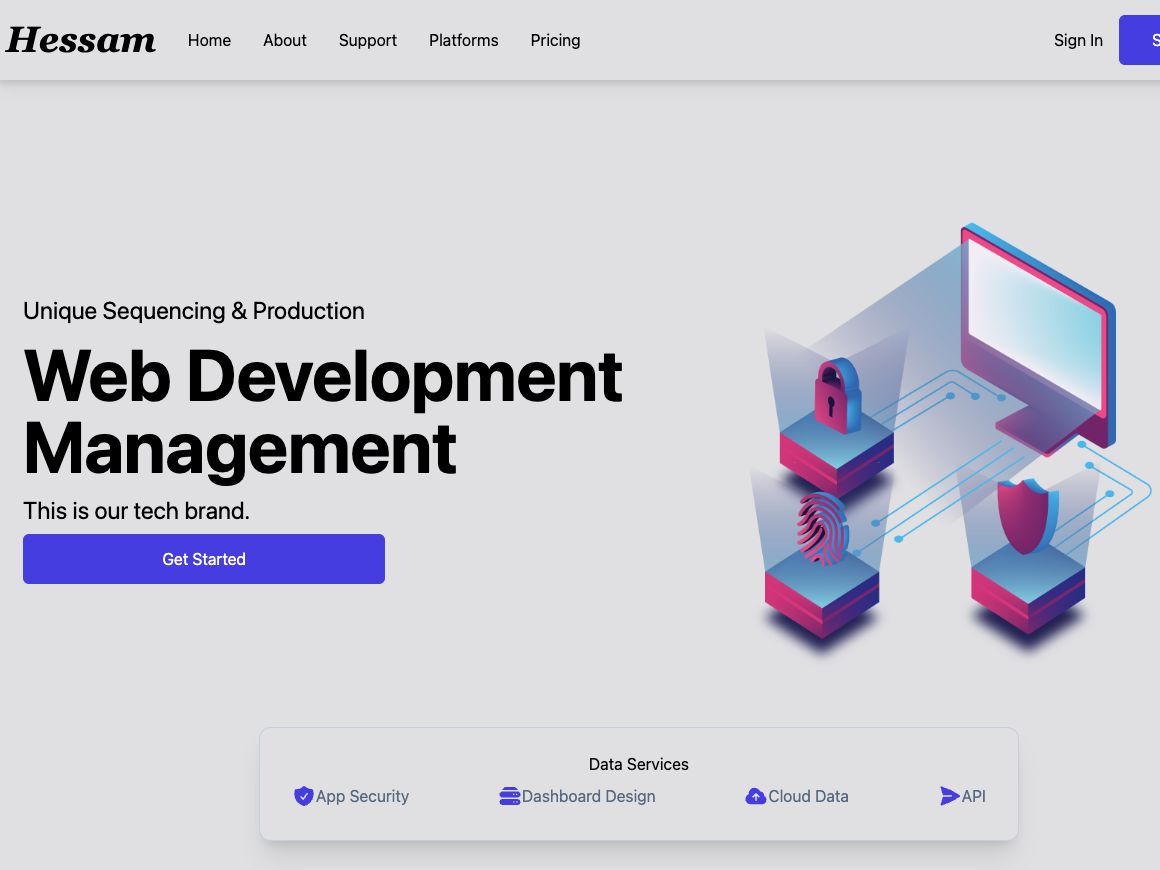 Hessam Home About Support Platforms Pricing Sign In
Unique Sequencing & Production
Web Development
Management
This is our tech brand.
Get Started
Data Services
App Security Dashboard Design Cloud Data API